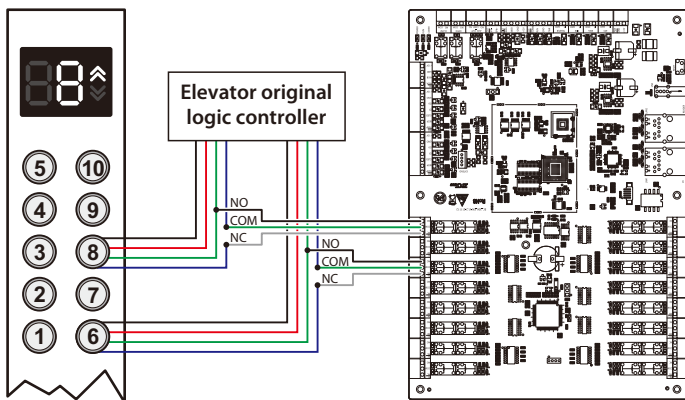 8
Elevator original
logic controller
5 10
4 9
3 8
2 7
1 6
NO
COM
NC
NO
COM
NC